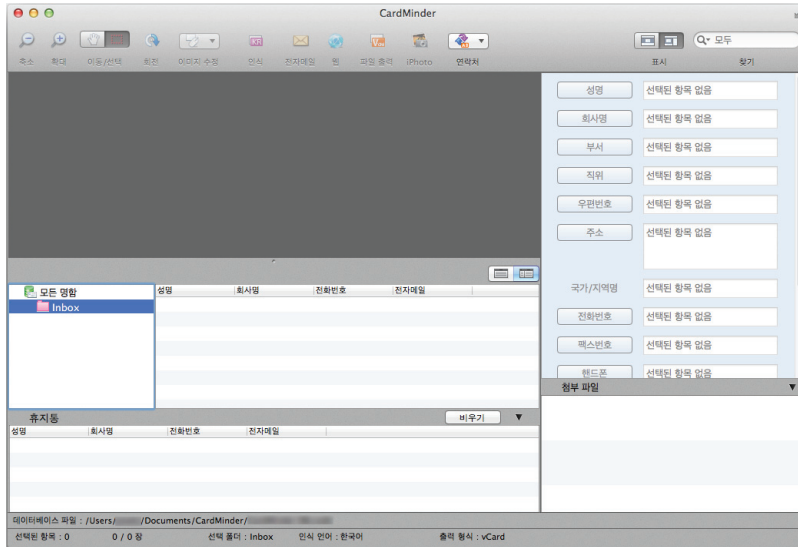 CardMinder
축소 확대 이동/선택 회전 이미지 수정 인식 전자메일 웹 파일 출력 iPhoto 연락처 표시 찾기
모두
성명 선택된 항목 없음
회사명 선택된 항목 없음
부서 선택된 항목 없음
직위 선택된 항목 없음
우편번호 선택된 항목 없음
주소 선택된 항목 없음
국가/지역명 선택된 항목 없음
전화번호 선택된 항목 없음
팩스번호 선택된 항목 없음
핸드폰 선택된 항목 없음
첨부 파일
모든 명함
Inbox
성명 회사명 전화번호 전자메일
휴지동 비우기
성명 회사명 전화번호 전자메일
데이터베이스 파일 : /Users/ /Documents/CardMinder/
선택된 항목 : 0 0 / 0 장 선택 폴더 : Inbox 인식 언어 : 한국어 출력 형식 : vCard